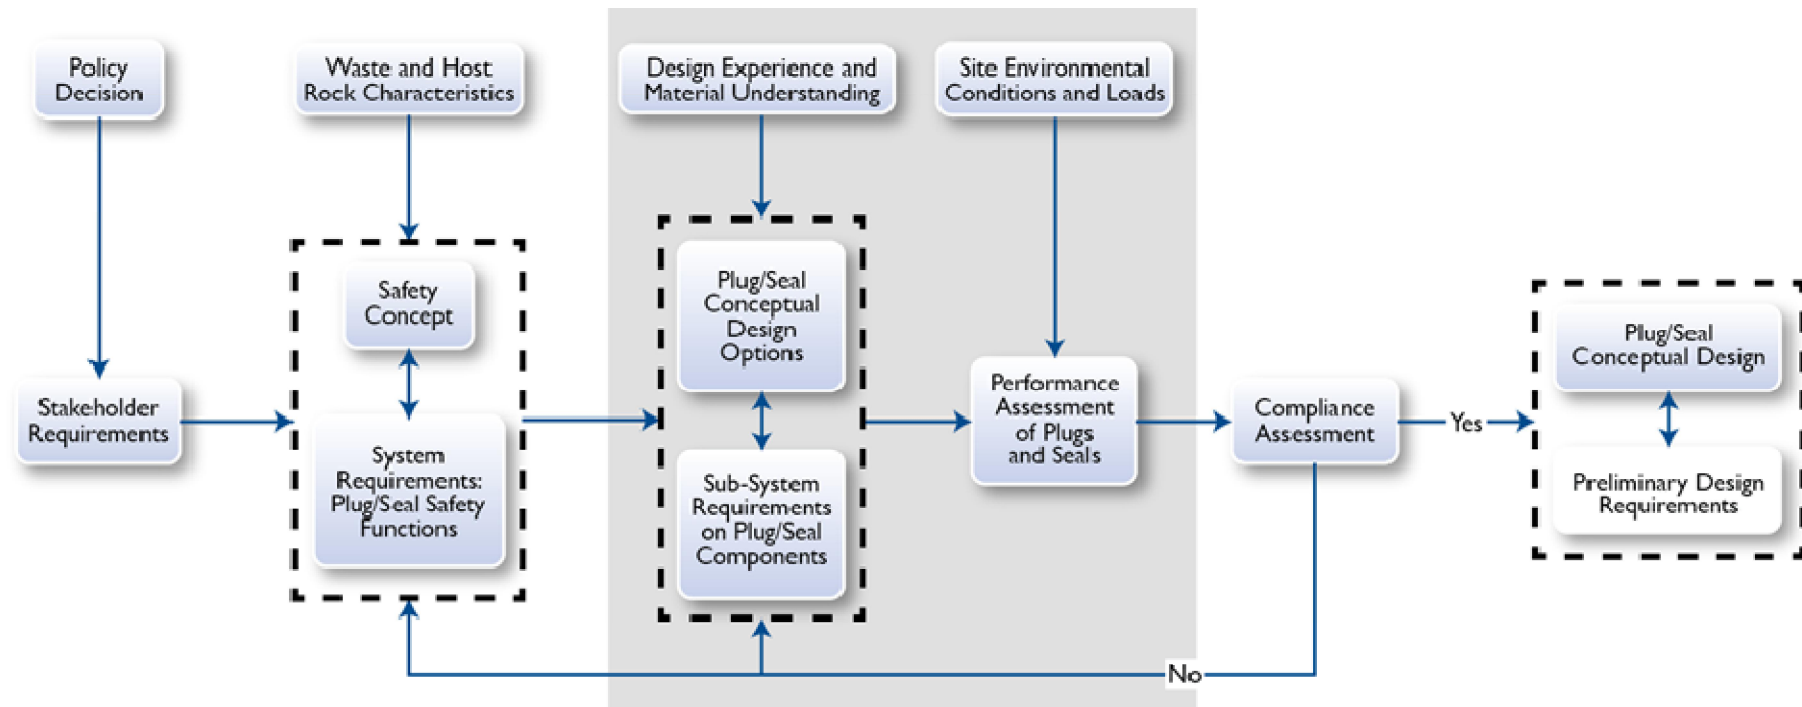 Policy
Decision
Waste and Host
Rock Characteristics
Design Experience and
Material Understanding
Site Environmental
Conditions and Loads
Safety
Concept
Plug/Seal
Conceptual
Design
Options
Plug/Seal
Conceptual Design
Stakeholder
Requirements
System
Requirements:
Plug/Seal Safety
Functions
Sub-System
Requirements
on Plug/Seal
Components
Performance
Assessment
of Plugs
and Seals
Compliance
Assessment
Yes
Preliminary Design
Requirements
No